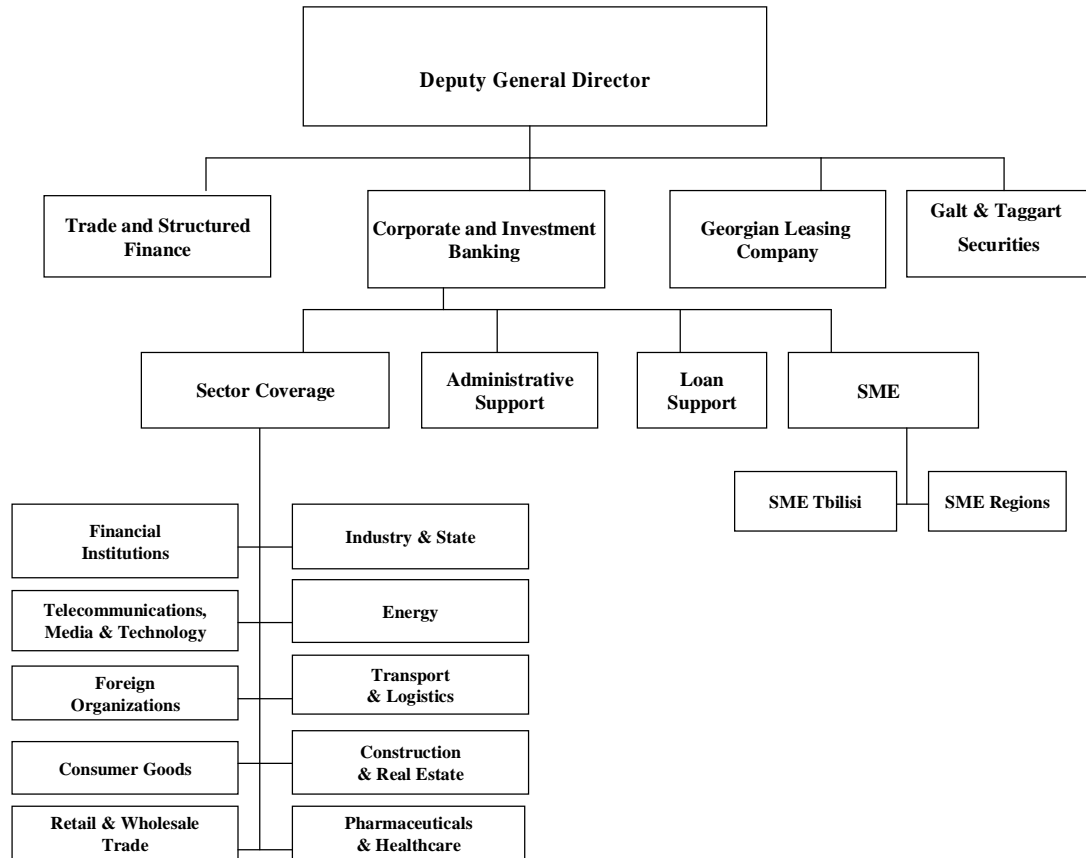 Deputy General Director
Trade and Structured
Finance
Corporate and Investment
Banking
Georgian Leasing
Company
Galt & Taggart
Securities
Sector Coverage
Administrative
Support
Loan
Support
SME
SME Tbilisi
SME Regions
Financial
Institutions
Industry & State
Telecommunications,
Media & Technology
Energy
Foreign
Organizations
Transport
& Logistics
Consumer Goods
Construction
& Real Estate
Retail & Wholesale
Trade
Pharmaceuticals
& Healthcare